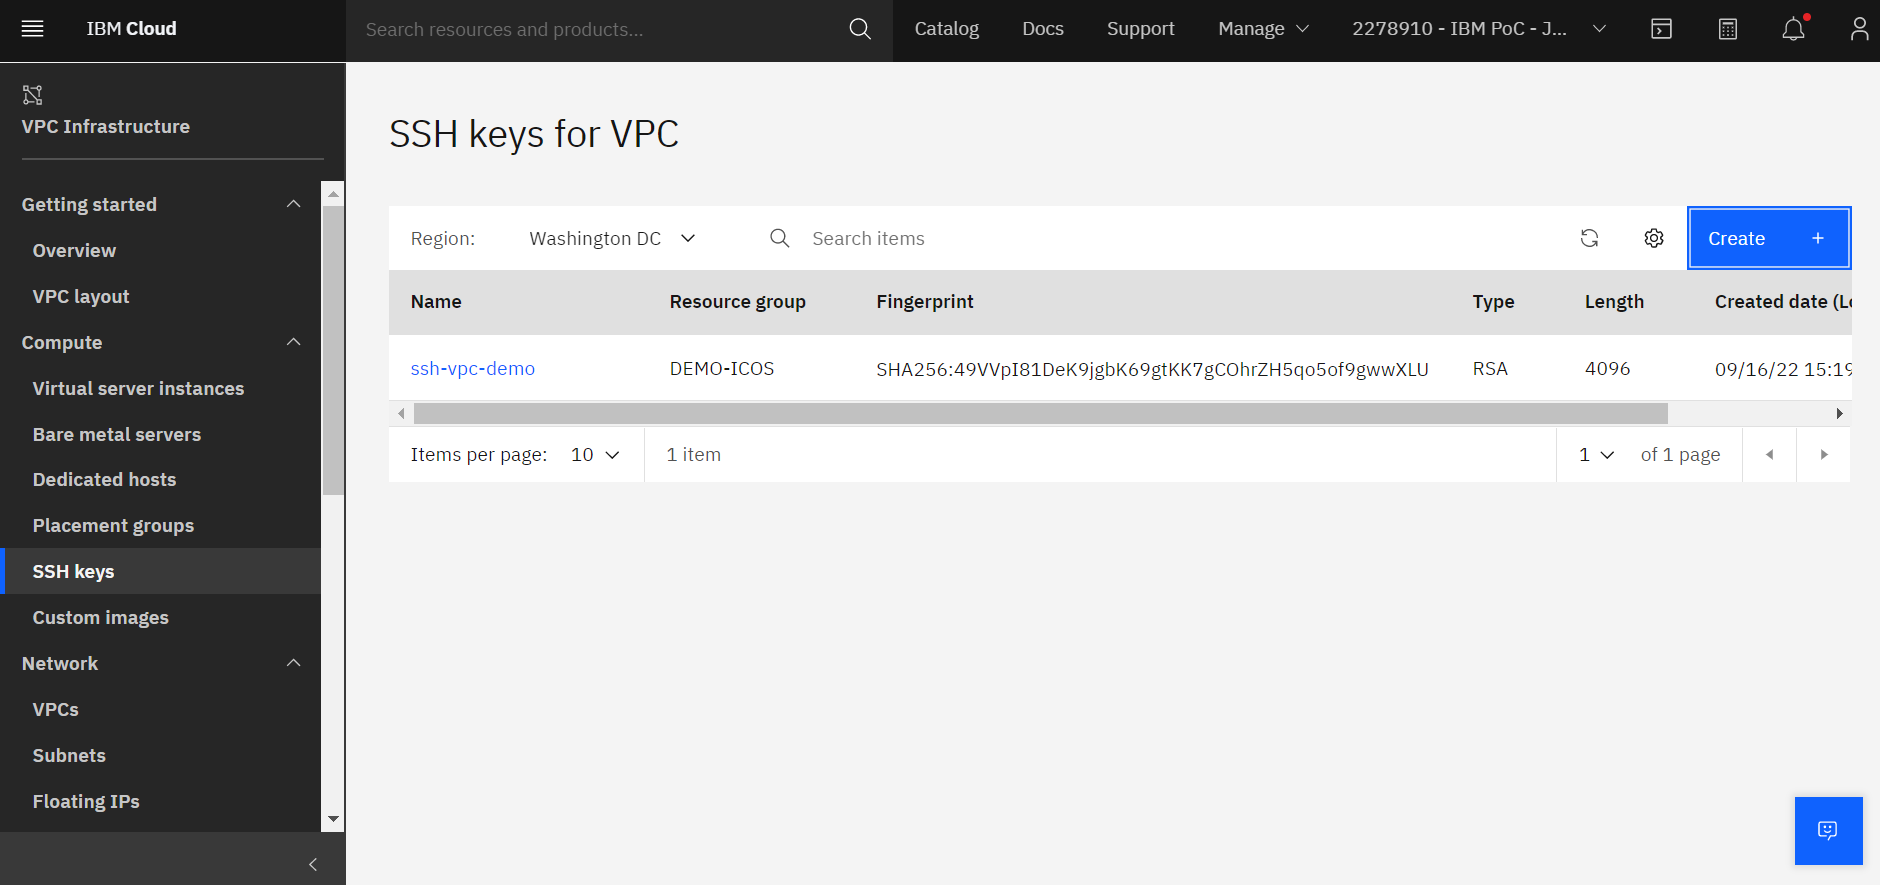 IBM Cloud
Search resources and products...
Catalog
Docs
Support
Manage
2278910 - IBM PoC - J...
VPC Infrastructure
Getting started
Overview
VPC layout
Compute
Virtual server instances
Bare metal servers
Dedicated hosts
Placement groups
SSH keys
Custom images
Network
VPCs
Subnets
Floating IPs
SSH keys for VPC
Region:
Washington DC
Search items
Create
Name
Resource group
Fingerprint
Type
Length
Created date (Lo
ssh-vpc-demo
DEMO-ICOS
SHA256:49VVpI81DeK9jgbK69gtKK7gCOhrZH5qo5of9gwwXLU
RSA
4096
09/16/22 15:19
Items per page:
10
1 item
1
of 1 page